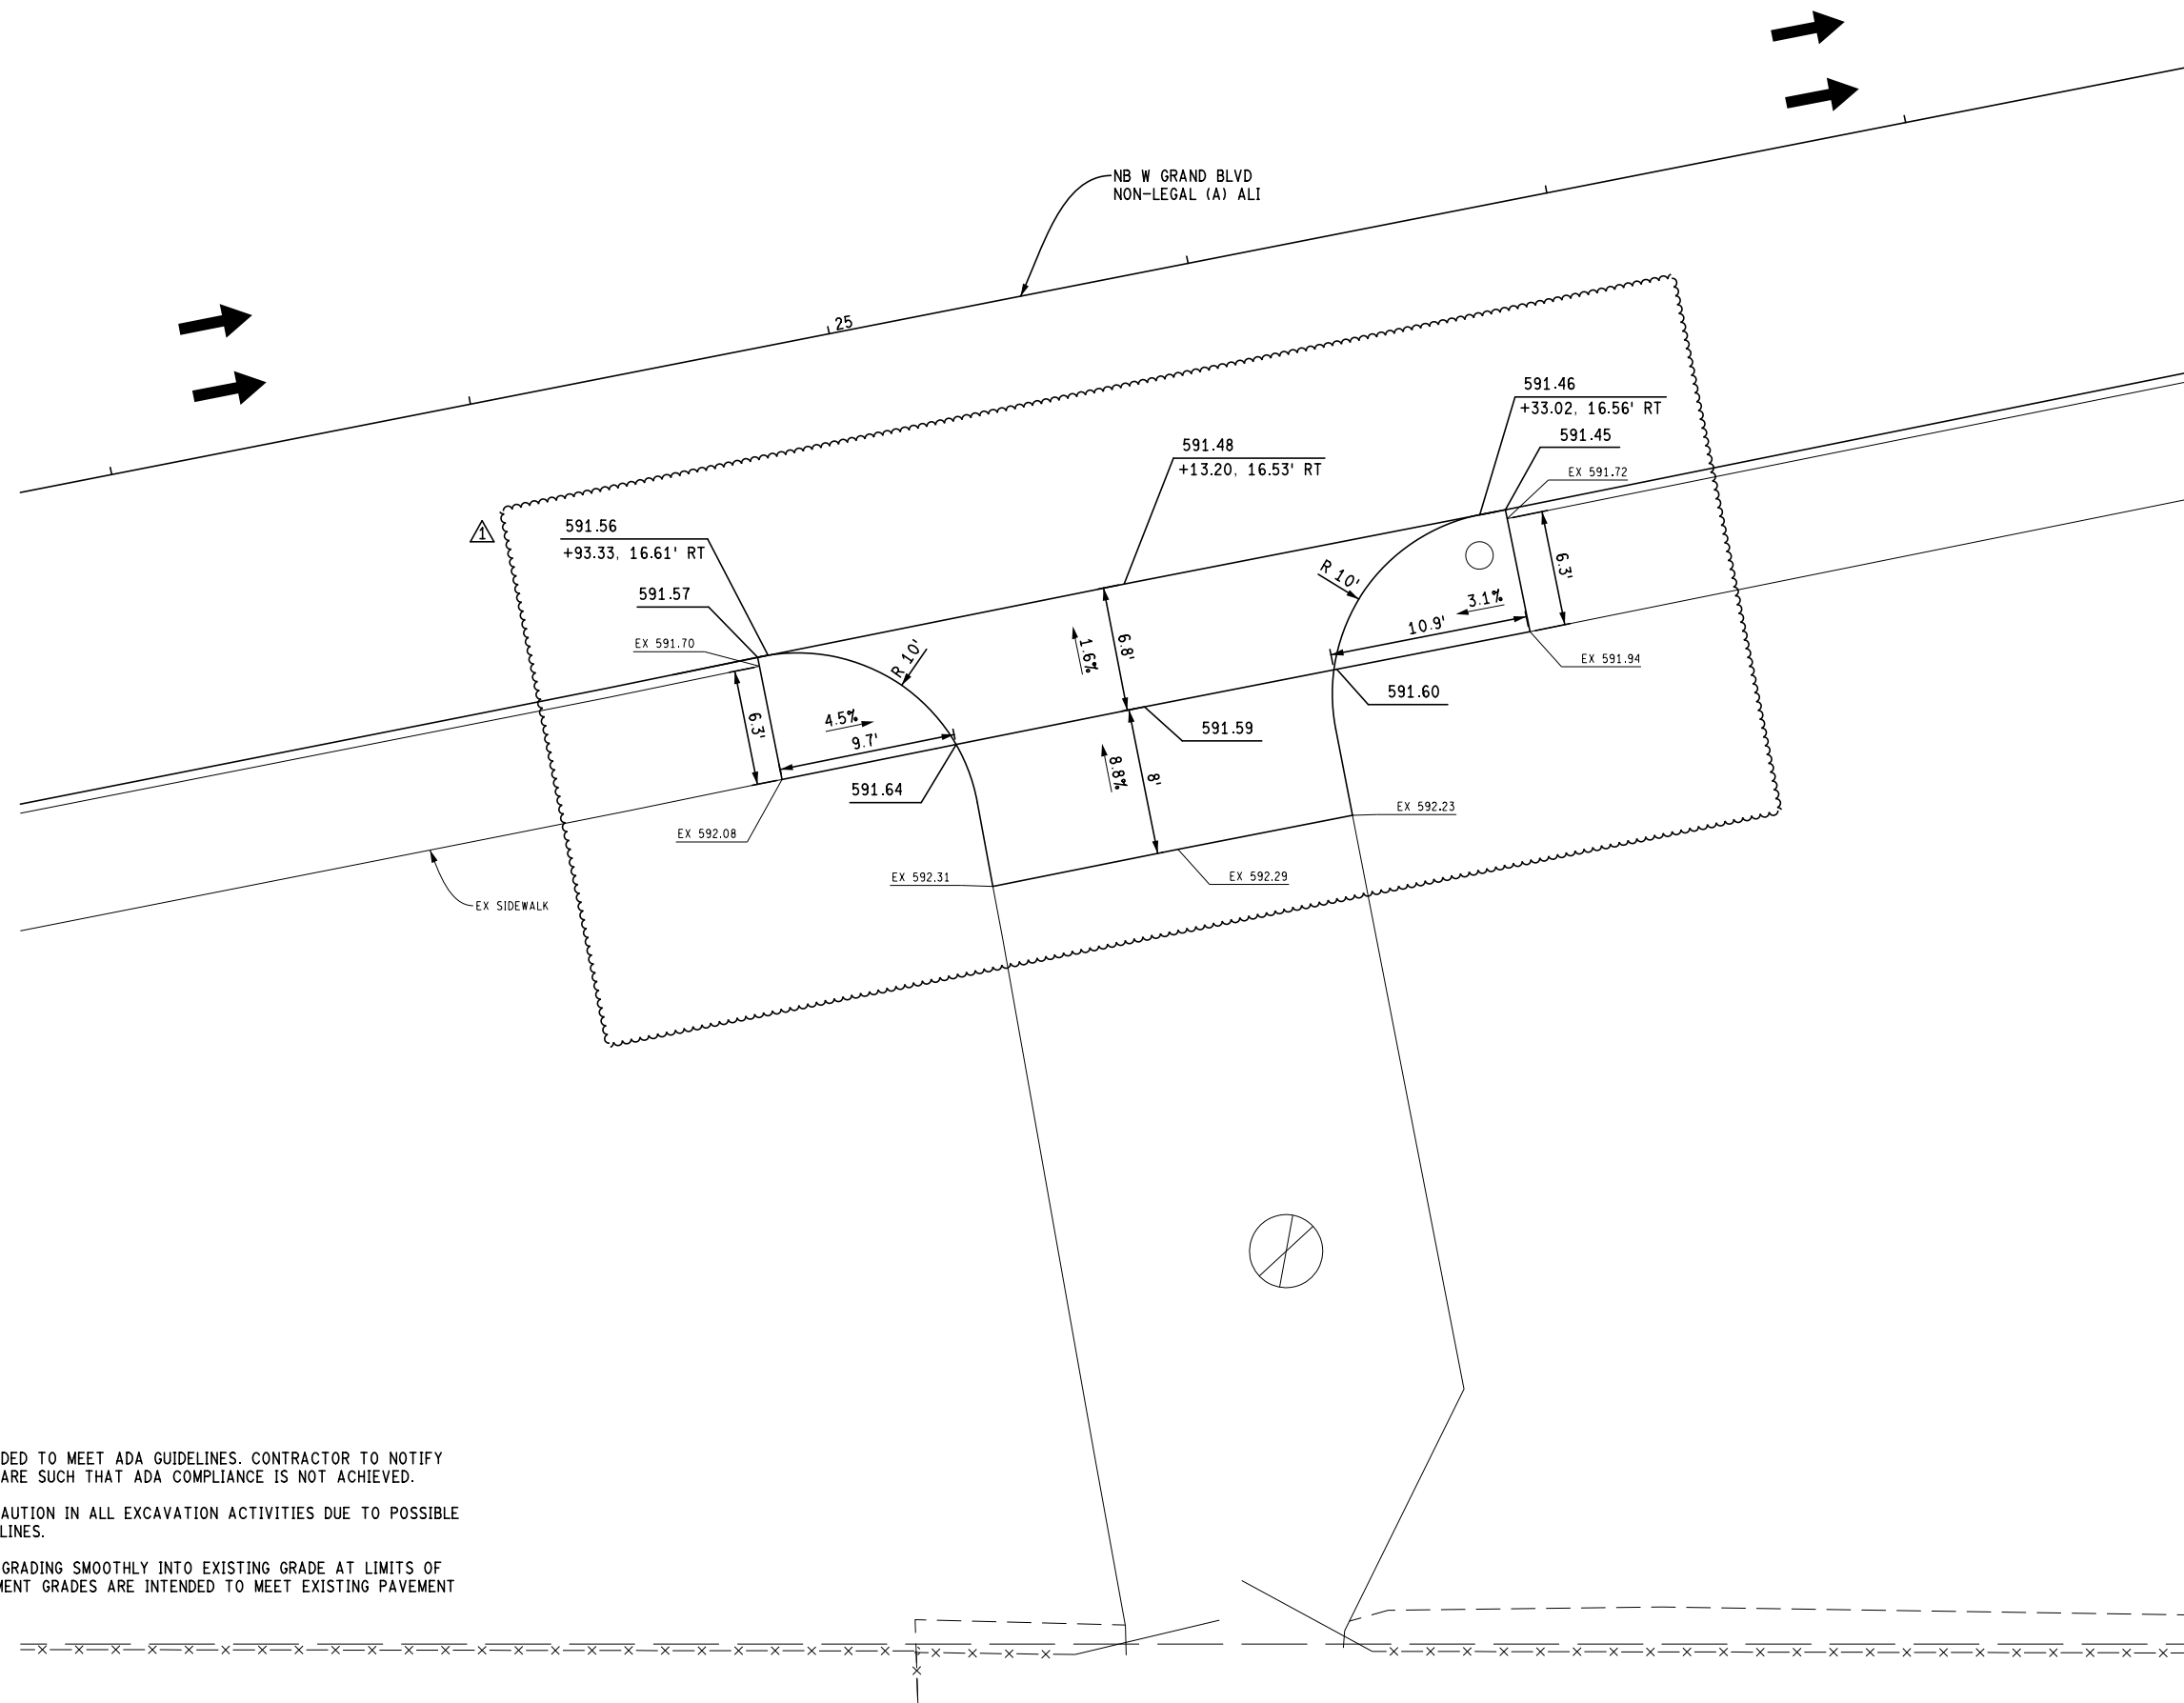 NB W GRAND BLVD
NON-LEGAL (A) ALI
25
591.46
+33.02, 16.56' RT
591.45
EX 591.72
591.48
+13.20, 16.53' RT
1
591.56
+93.33, 16.61' RT
591.57
EX 591.70
R 10'
R 10'
6.3'
3.1%
10.9'
6.8'
1.6%
EX 591.94
591.60
6.3'
4.5%
9.7'
591.59
591.64
8.8%
8'
EX 592.08
EX 592.23
EX 592.31
EX 592.29
EX SIDEWALK
DED TO MEET ADA GUIDELINES. CONTRACTOR TO NOTIFY
ARE SUCH THAT ADA COMPLIANCE IS NOT ACHIEVED.
AUTION IN ALL EXCAVATION ACTIVITIES DUE TO POSSIBLE
LINES.
GRADING SMOOTHLY INTO EXISTING GRADE AT LIMITS OF
MENT GRADES ARE INTENDED TO MEET EXISTING PAVEMENT